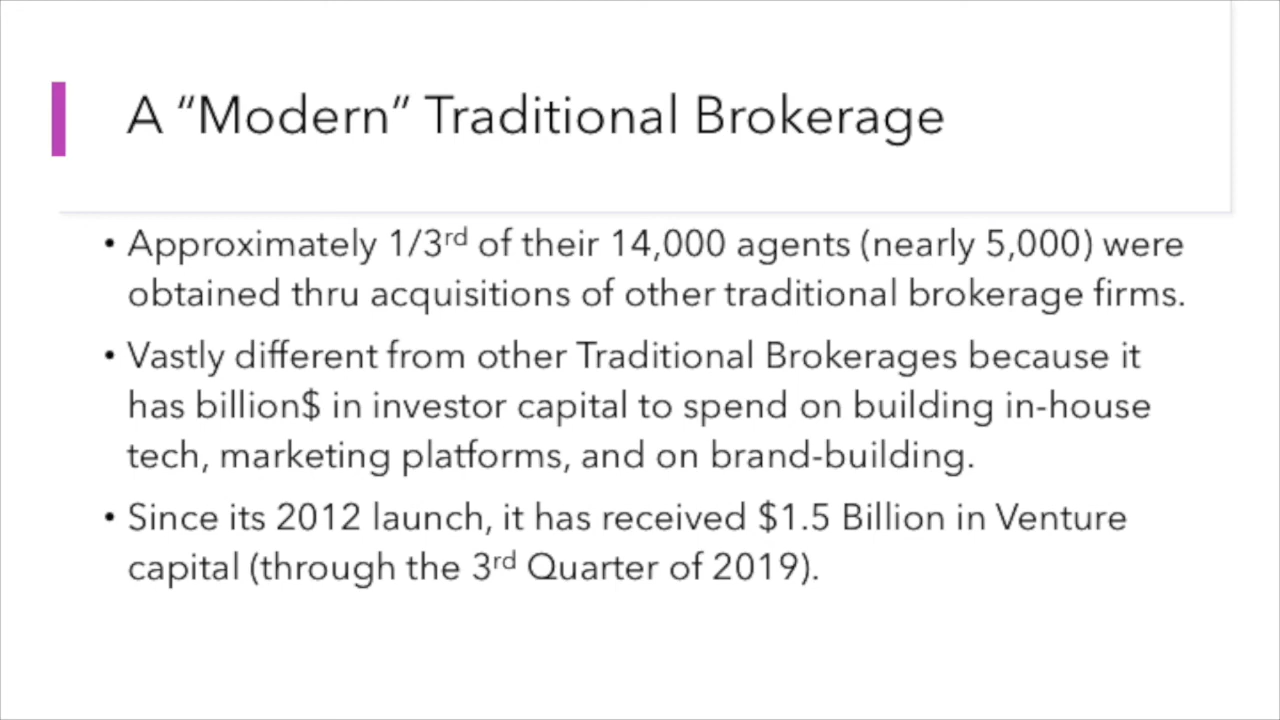 A “Modern” Traditional Brokerage
• Approximately 1/3rd of their 14,000 agents (nearly 5,000) were
obtained thru acquisitions of other traditional brokerage firms.
• Vastly different from other Traditional Brokerages because it
has billion$ in investor capital to spend on building in-house
tech, marketing platforms, and on brand-building.
• Since its 2012 launch, it has received $1.5 Billion in Venture
capital (through the 3rd Quarter of 2019).